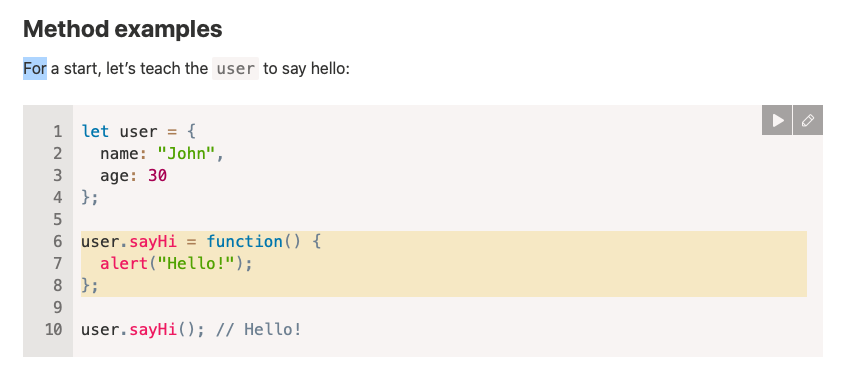 Method examples
For a start, let’s teach the user to say hello:
1 let user = {
2   name: "John",
3   age: 30
4 };
5
6 user.sayHi = function() {
7   alert("Hello!");
8 };
9
10 user.sayHi(); // Hello!